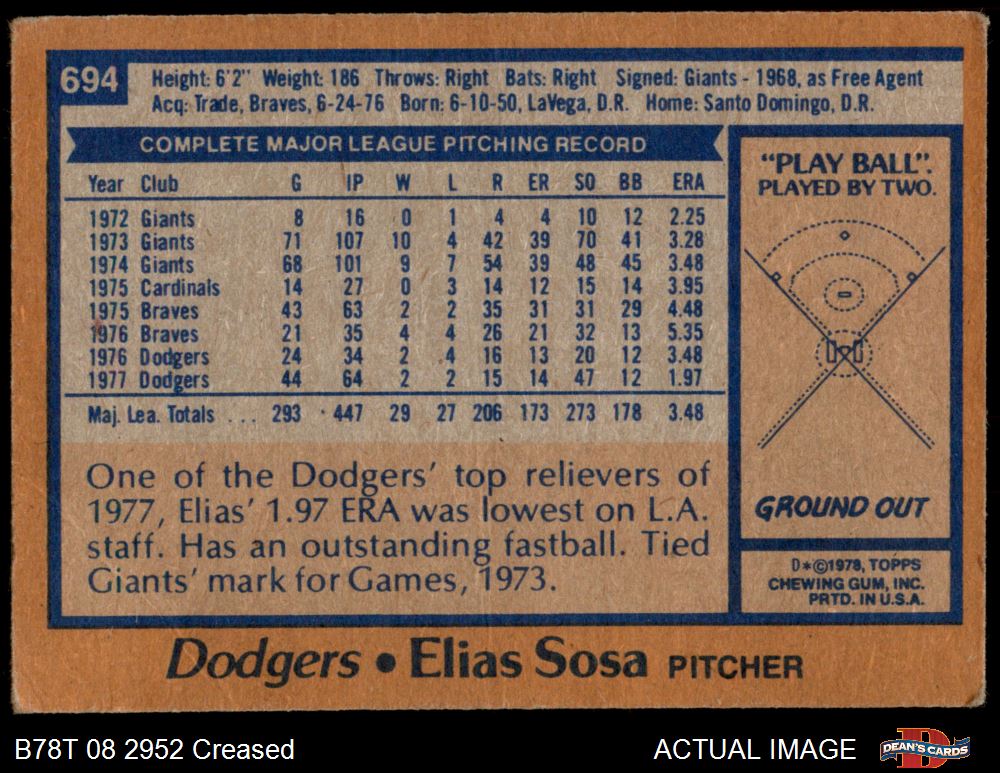 694
Height: 6'2" Weight: 186 Throws: Right Bats: Right Signed: Giants - 1968, as Free Agent
Acq: Trade, Braves, 6-24-76 Born: 6-10-50, LaVega, D.R. Home: Santo Domingo, D.R.
COMPLETE MAJOR LEAGUE PITCHING RECORD
Year Club G IP W L R ER SO BB ERA
1972 Giants 8 16 0 1 4 4 10 12 2.25
1973 Giants 71 107 10 4 42 39 70 41 3.28
1974 Giants 68 101 9 7 54 39 48 45 3.48
1975 Cardinals 14 27 0 3 14 12 15 14 3.95
1975 Braves 43 63 2 2 35 31 31 29 4.48
1976 Braves 21 35 4 4 26 21 32 13 5.35
1976 Dodgers 24 34 2 4 16 13 20 12 3.48
1977 Dodgers 44 64 2 2 15 14 47 12 1.97
Maj. Lea. Totals ... 293 447 29 27 206 173 273 178 3.48
One of the Dodgers' top relievers of
1977, Elias' 1.97 ERA was lowest on L.A.
staff. Has an outstanding fastball. Tied
Giants' mark for Games, 1973.
"PLAY BALL".
PLAYED BY TWO.
GROUND OUT
D*©1978, TOPPS
CHEWING GUM, INC.
PRTD. IN U.S.A.
Dodgers • Elias Sosa PITCHER
B78T 08 2952 Creased
ACTUAL IMAGE
DEAN'S CARDS